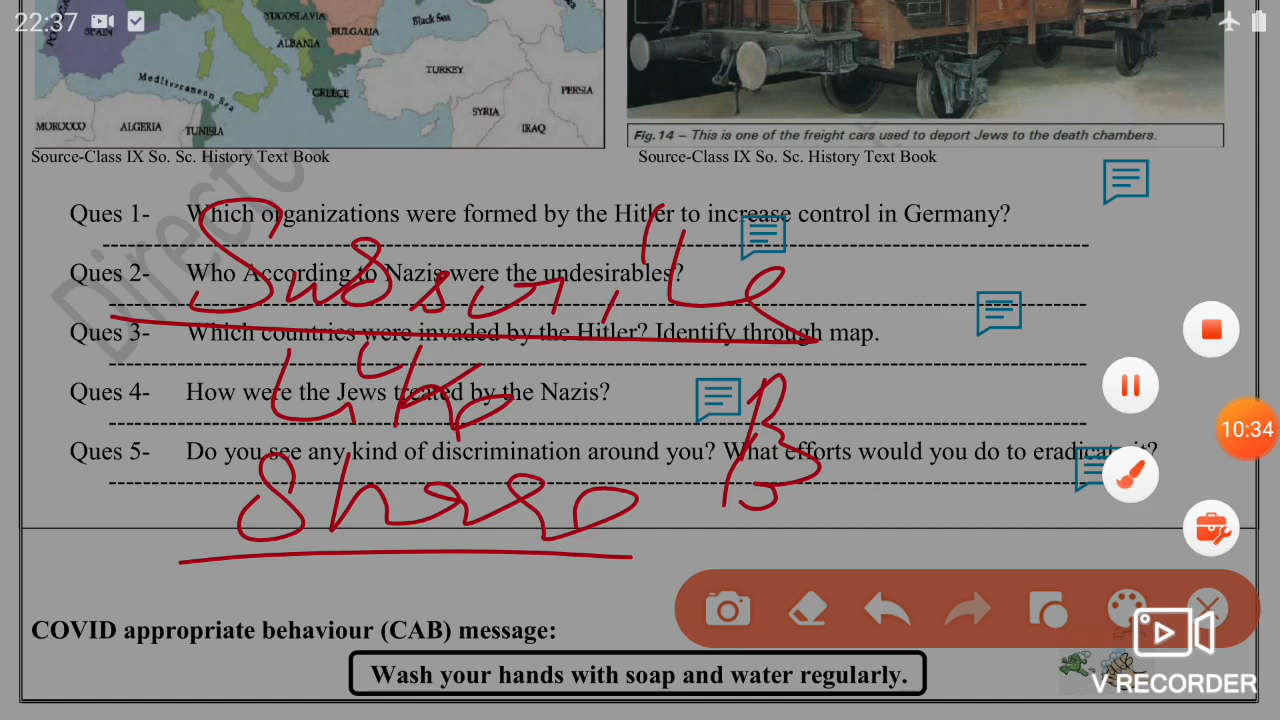 22:37
SPAIN
YUGOSLAVIA
BULGARIA
ALBANIA
Black Sea
TURKEY
GREECE
Mediterranean Sea
PERSIA
SYRIA
IRAQ
MOROCCO
ALGERIA
TUNISIA
Fig.14 – This is one of the freight cars used to deport Jews to the death chambers.
Source-Class IX So. Sc. History Text Book
Source-Class IX So. Sc. History Text Book
Ques 1- Which organizations were formed by the Hitler to increase control in Germany?
Ques 2- Who According to Nazis were the undesirables?
Ques 3- Which countries were invaded by the Hitler? Identify through map.
Ques 4- How were the Jews treated by the Nazis?
Ques 5- Do you see any kind of discrimination around you? What efforts would you do to eradicate it?
Like
10:34
COVID appropriate behaviour (CAB) message:
Wash your hands with soap and water regularly.
V RECORDER